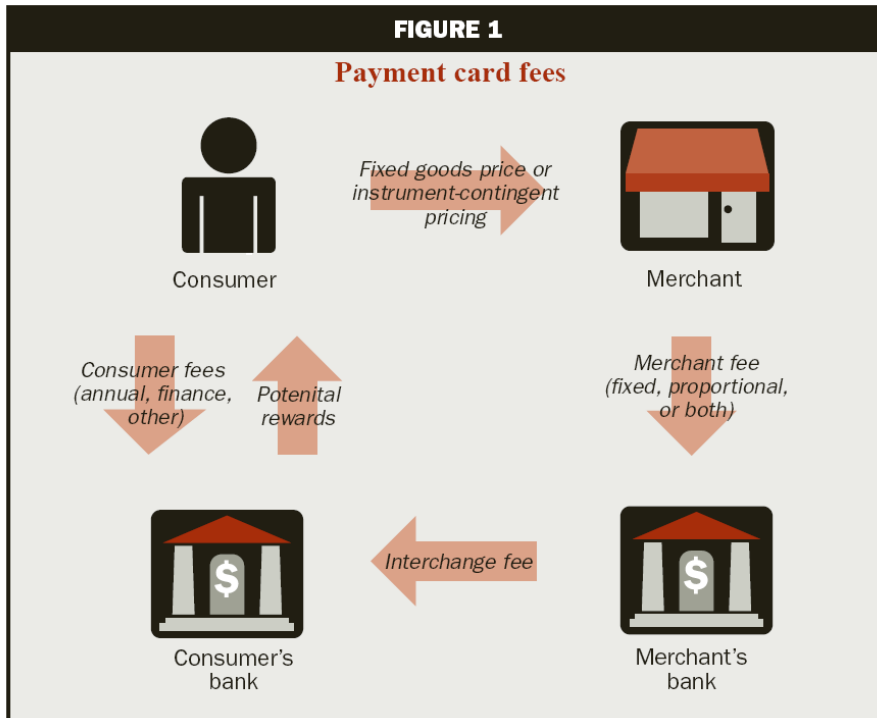 FIGURE 1
Payment card fees
Fixed goods price or
instrument-contingent
pricing
Consumer
Merchant
Consumer fees
(annual, finance,
other)
Potenital
rewards
Merchant fee
(fixed, proportional,
or both)
$
$
Interchange fee
Consumer's
bank
Merchant's
bank